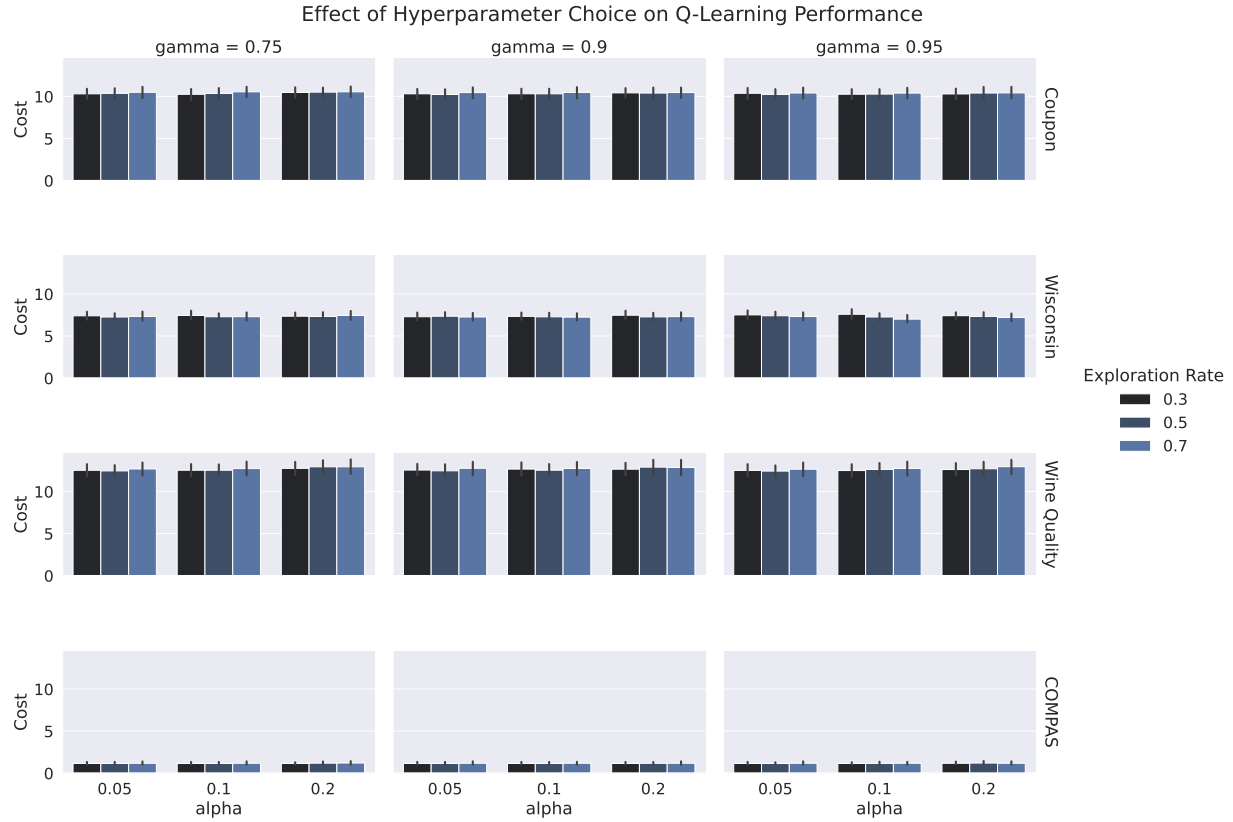 Effect of Hyperparameter Choice on Q-Learning Performance
gamma = 0.75
gamma = 0.9
gamma = 0.95
Cost
10
5
0
Coupon
Cost
10
5
0
Wisconsin
Exploration Rate
0.3
0.5
0.7
Cost
10
5
0
Wine Quality
Cost
10
5
0
COMPAS
0.05 0.1 0.2
0.05 0.1 0.2
0.05 0.1 0.2
alpha
alpha
alpha